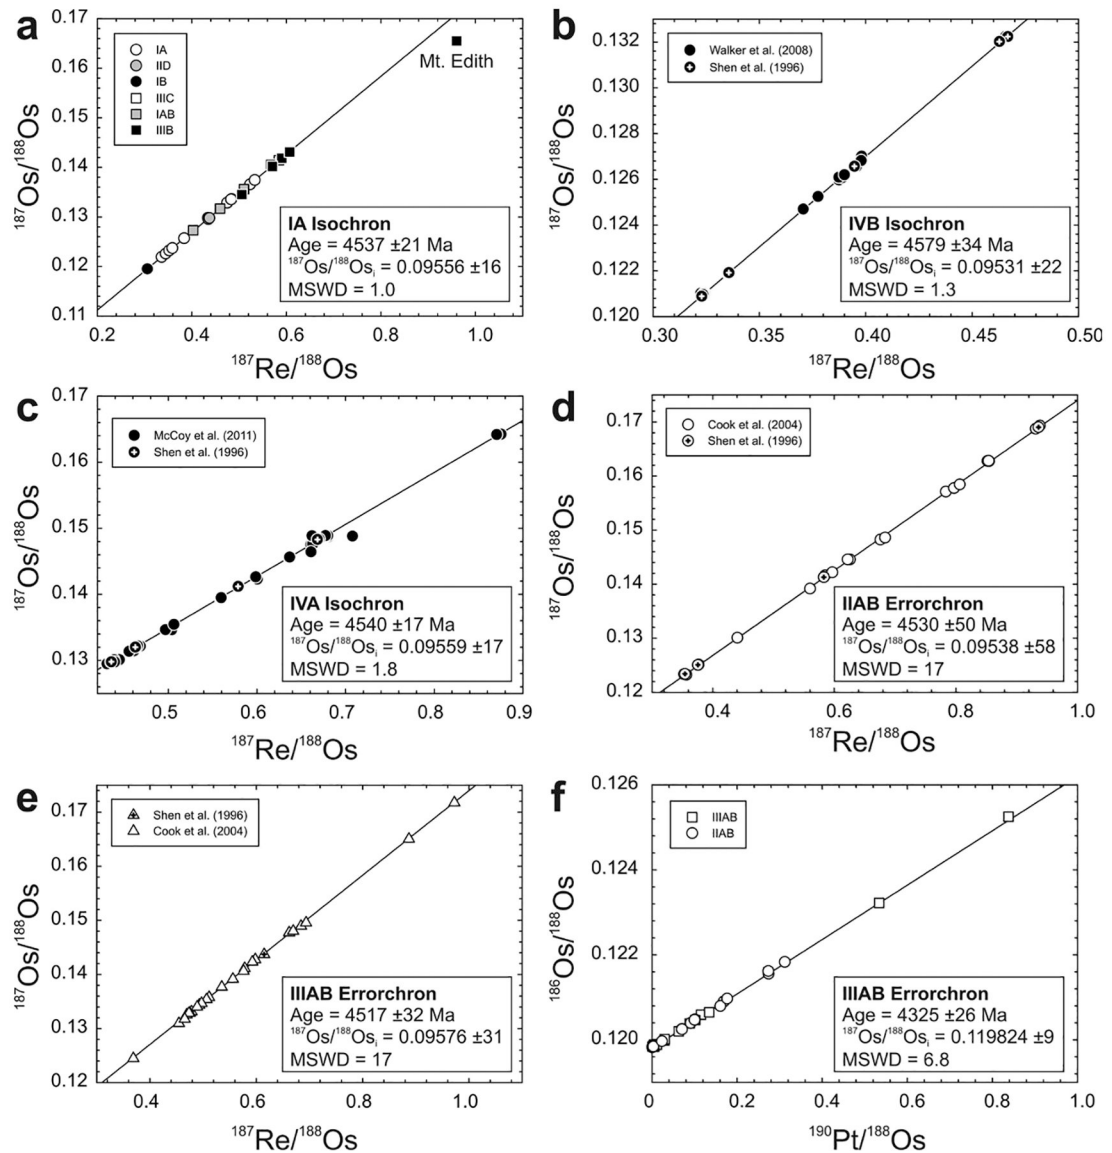 a
0.17
0.16
0.15
0.14
0.13
0.12
0.11
187Os/188Os
IA
IID
IB
IIIC
IAB
IIIB
Mt. Edith
IA Isochron
Age = 4537 ±21 Ma
187Os/188Osi = 0.09556 ±16
MSWD = 1.0
0.2 0.4 0.6 0.8 1.0
187Re/188Os
b
0.132
0.130
0.128
0.126
0.124
0.122
0.120
187Os/188Os
Walker et al. (2008)
Shen et al. (1996)
IVB Isochron
Age = 4579 ±34 Ma
187Os/188Osi = 0.09531 ±22
MSWD = 1.3
0.30 0.35 0.40 0.45 0.50
187Re/188Os
c
0.17
0.16
0.15
0.14
0.13
187Os/188Os
McCoy et al. (2011)
Shen et al. (1996)
IVA Isochron
Age = 4540 ±17 Ma
187Os/188Osi = 0.09559 ±17
MSWD = 1.8
0.5 0.6 0.7 0.8 0.9
187Re/188Os
d
0.17
0.16
0.15
0.14
0.13
0.12
187Os/188Os
Cook et al. (2004)
Shen et al. (1996)
IIAB Errorchron
Age = 4530 ±50 Ma
187Os/188Osi = 0.09538 ±58
MSWD = 17
0.4 0.6 0.8 1.0
187Re/188Os
e
0.17
0.16
0.15
0.14
0.13
0.12
187Os/188Os
Shen et al. (1996)
Cook et al. (2004)
IIIAB Errorchron
Age = 4517 ±32 Ma
187Os/188Osi = 0.09576 ±31
MSWD = 17
0.4 0.6 0.8 1.0
187Re/188Os
f
0.126
0.124
0.122
0.120
186Os/188Os
IIIAB
IIAB
IIIAB Errorchron
Age = 4325 ±26 Ma
187Os/188Osi = 0.119824 ±9
MSWD = 6.8
0 0.2 0.4 0.6 0.8 1.0
190Pt/188Os